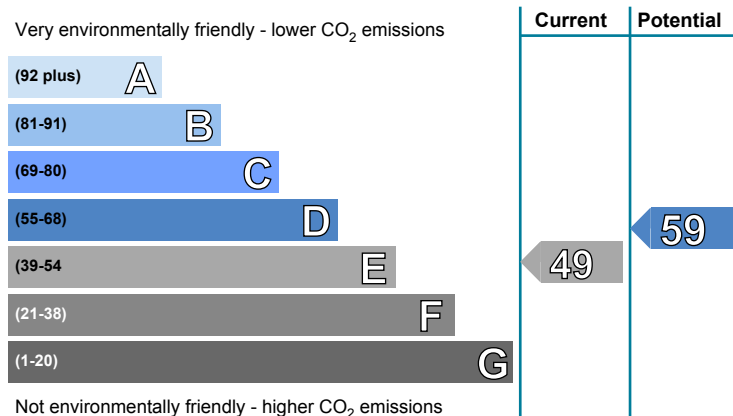 Very environmentally friendly - lower CO2 emissions
Current
Potential
(92 plus) A
(81-91) B
(69-80) C
(55-68) D
(39-54 E
(21-38) F
(1-20) G
49
59
Not environmentally friendly - higher CO2 emissions